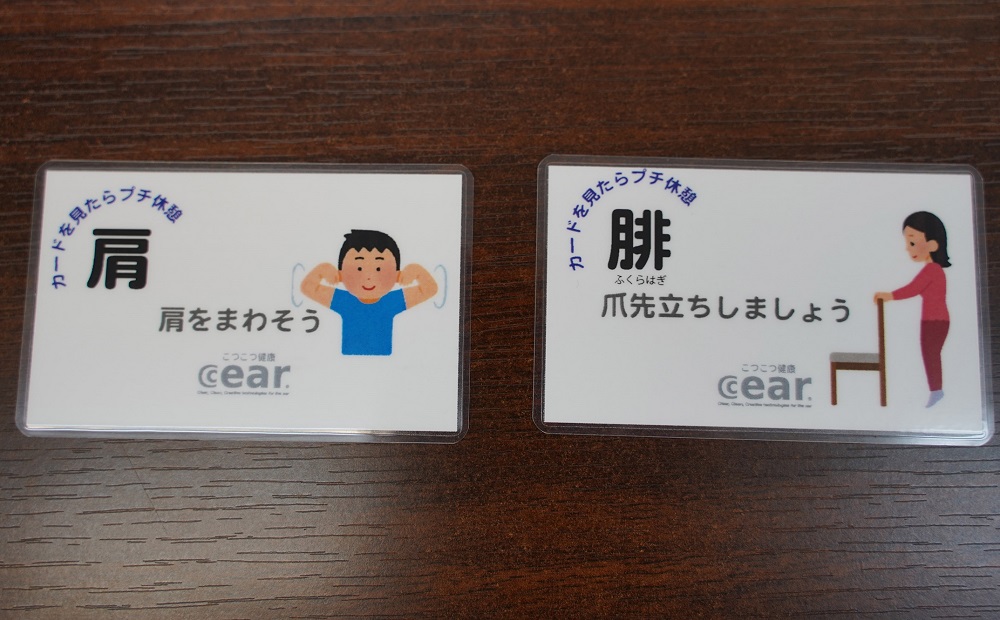 カードを見たらプチ休憩
肩
肩をまわそう
こつこつ健康
ccear.
カードを見たらプチ休憩
腓
ふくらはぎ
爪先立ちしましょう
こつこつ健康
ccear.